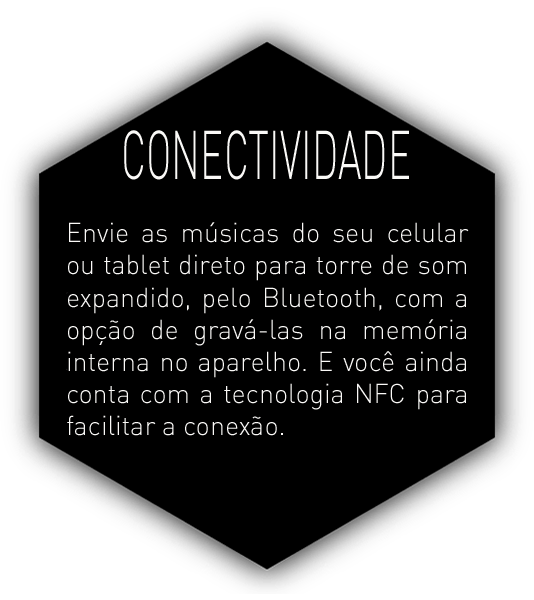 CONECTIVIDADE
Envie as músicas do seu celular
ou tablet direto para torre de som
expandido, pelo Bluetooth, com a
opção de gravá-las na memória
interna no aparelho. E você ainda
conta com a tecnologia NFC para
facilitar a conexão.